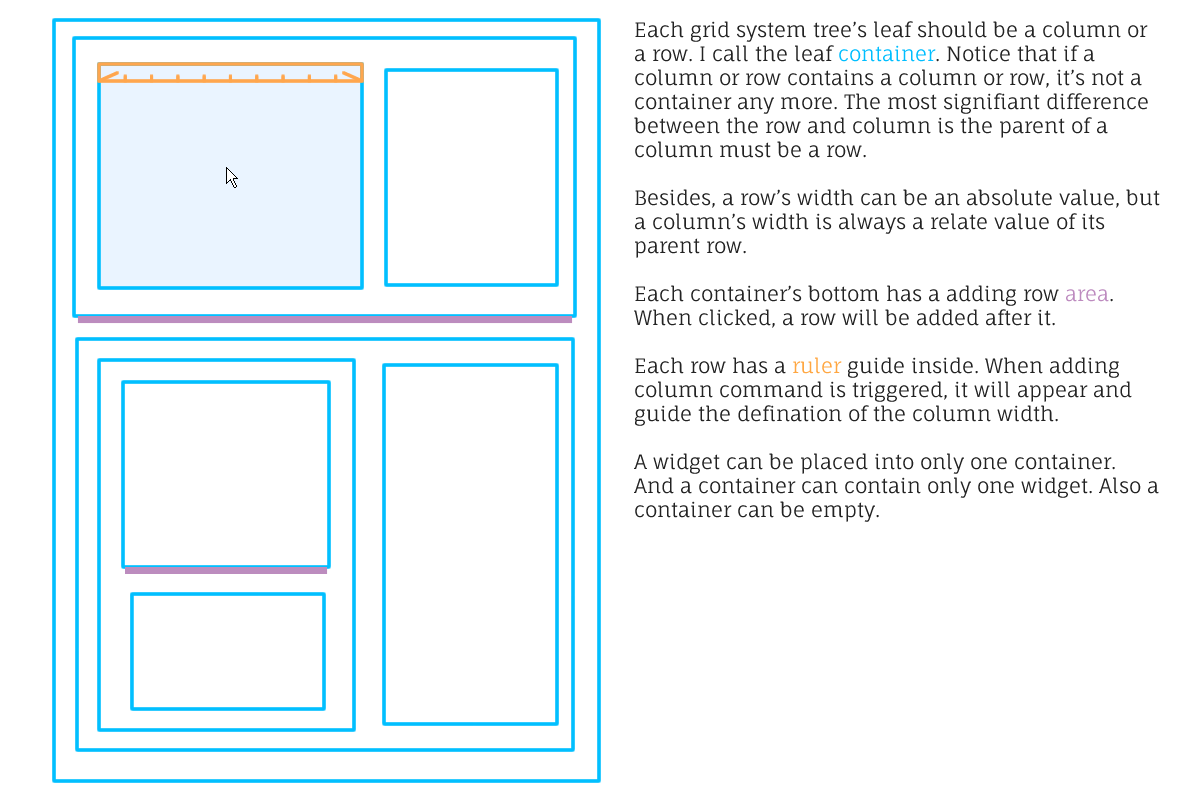 Each grid system tree’s leaf should be a column or
a row. I call the leaf container. Notice that if a
column or row contains a column or row, it’s not a
container any more. The most signifiant difference
between the row and column is the parent of a
column must be a row.
Besides, a row’s width can be an absolute value, but
a column’s width is always a relate value of its
parent row.
Each container’s bottom has a adding row area.
When clicked, a row will be added after it.
Each row has a ruler guide inside. When adding
column command is triggered, it will appear and
guide the defination of the column width.
A widget can be placed into only one container.
And a container can contain only one widget. Also a
container can be empty.